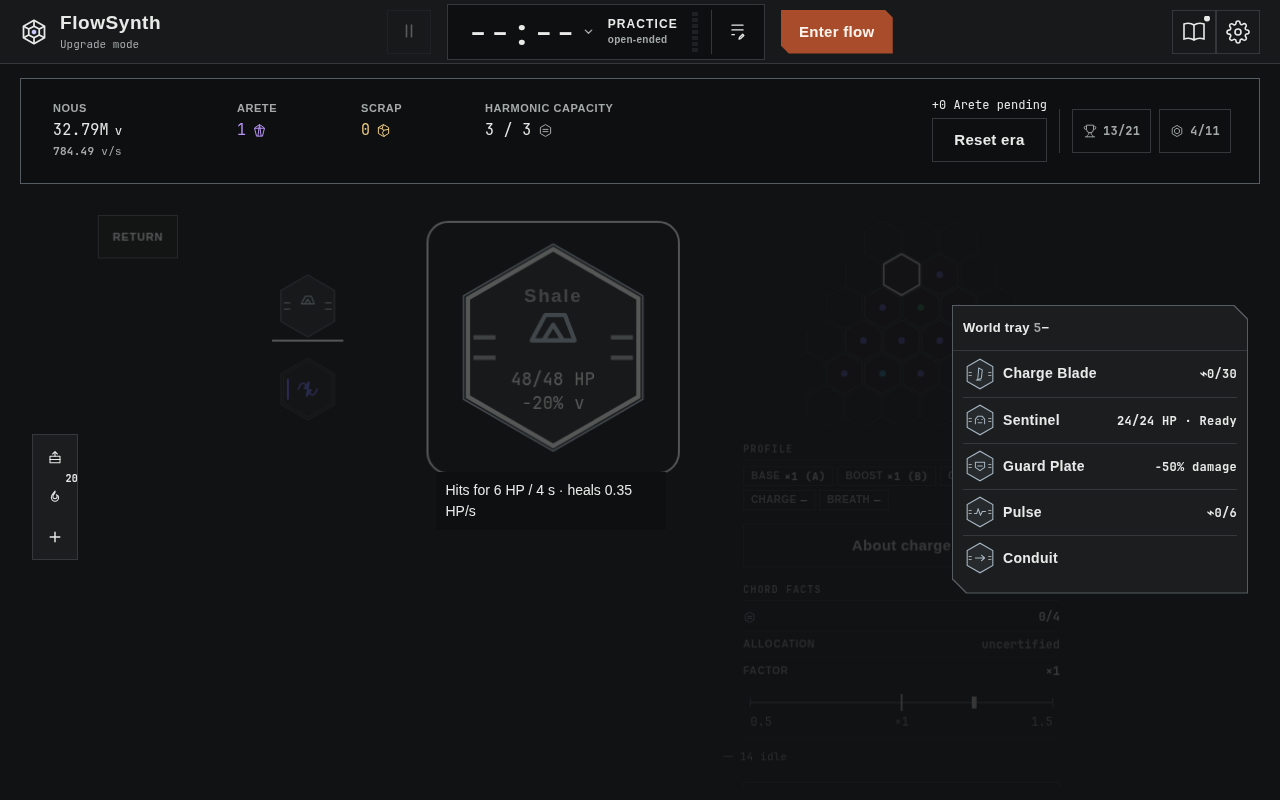 FlowSynth
Upgrade mode
– – : – –
PRACTICE
open-ended
Enter flow
NOUS
32.79M v
784.49 v/s
ARETE
1
SCRAP
0
HARMONIC CAPACITY
3 / 3
+0 Arete pending
Reset era
13/21
4/11
RETURN
Shale
48/48 HP
-20% v
Hits for 6 HP / 4 s · heals 0.35
HP/s
20
World tray 5–
Charge Blade ⌁0/30
Sentinel 24/24 HP · Ready
Guard Plate -50% damage
Pulse ⌁0/6
Conduit
PROFILE
BASE ×1 (A) BOOST ×1 (B)
CHARGE – BREATH –
About charge
CHORD FACTS
0/4
ALLOCATION uncertified
FACTOR ×1
0.5 ×1 1.5
— 14 idle